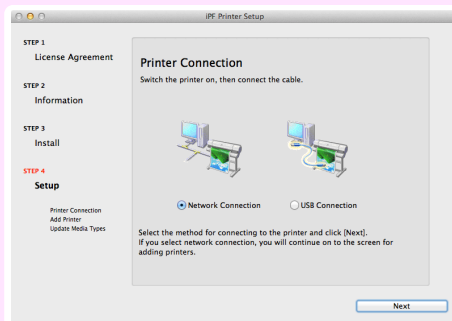 iPF Printer Setup
STEP 1
License Agreement
STEP 2
Information
STEP 3
Install
STEP 4
Setup
Printer Connection
Add Printer
Update Media Types
Printer Connection
Switch the printer on, then connect the cable.
Network Connection
USB Connection
Select the method for connecting to the printer and click [Next].
If you select network connection, you will continue on to the screen for
adding printers.
Next